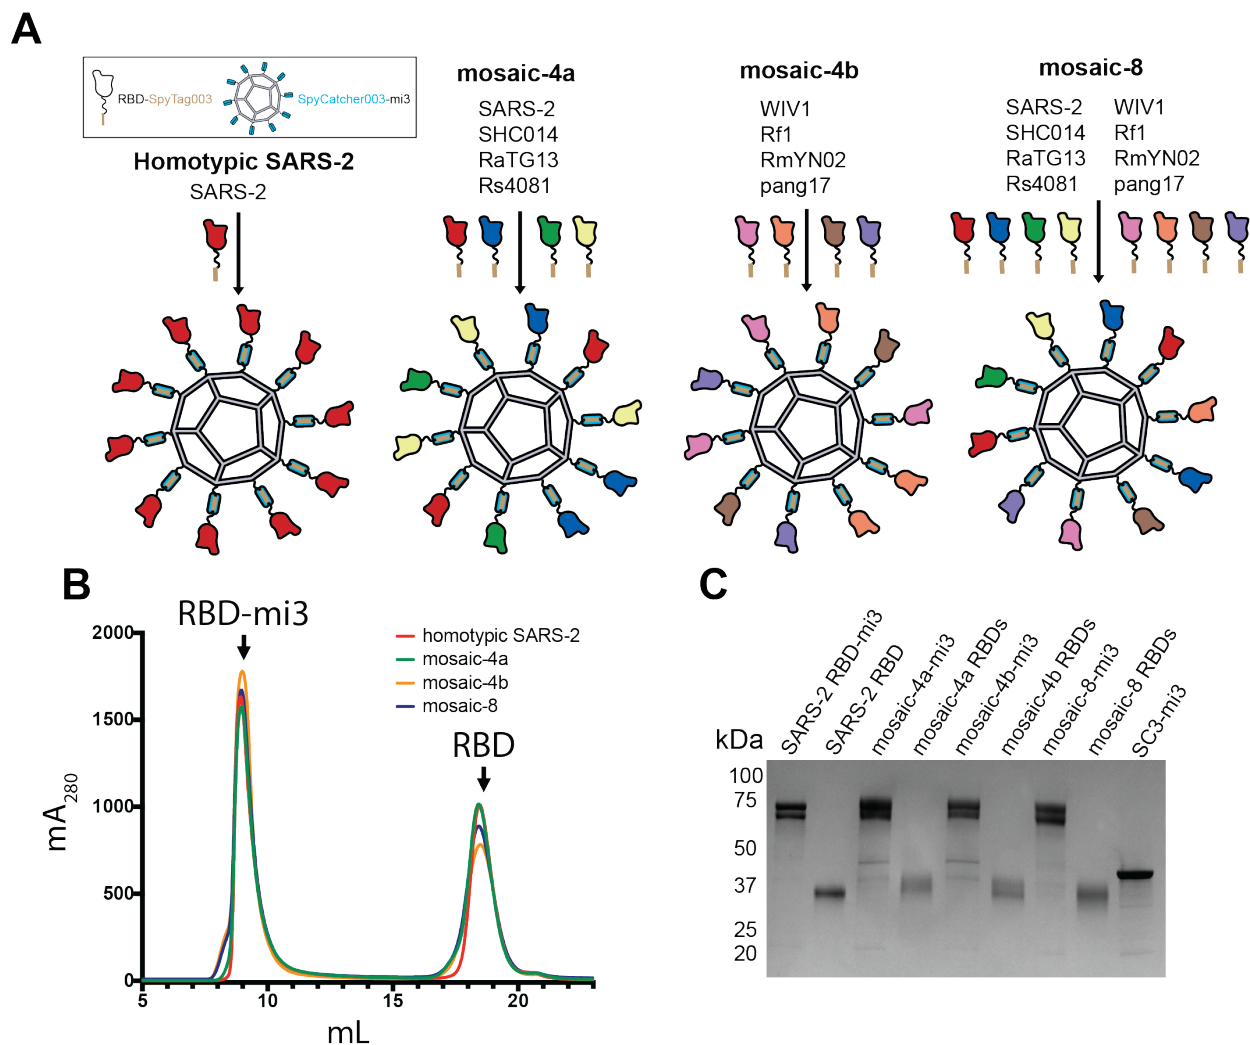 A
RBD-SpyTag003
SpyCatcher003-mi3
Homotypic SARS-2
SARS-2
mosaic-4a
SARS-2
SHC014
RaTG13
Rs4081
mosaic-4b
WIV1
Rf1
RmYN02
pang17
mosaic-8
SARS-2 WIV1
SHC014 Rf1
RaTG13 RmYN02
Rs4081 pang17
B
RBD-mi3
RBD
homotypic SARS-2
mosaic-4a
mosaic-4b
mosaic-8
2000
1500
1000
500
0
mA280
5 10 15 20
mL
C
SARS-2 RBD-mi3
SARS-2 RBD
mosaic-4a-mi3
mosaic-4a RBDs
mosaic-4b-mi3
mosaic-4b RBDs
mosaic-8-mi3
mosaic-8 RBDs
SC3-mi3
kDa
100
75
50
37
25
20